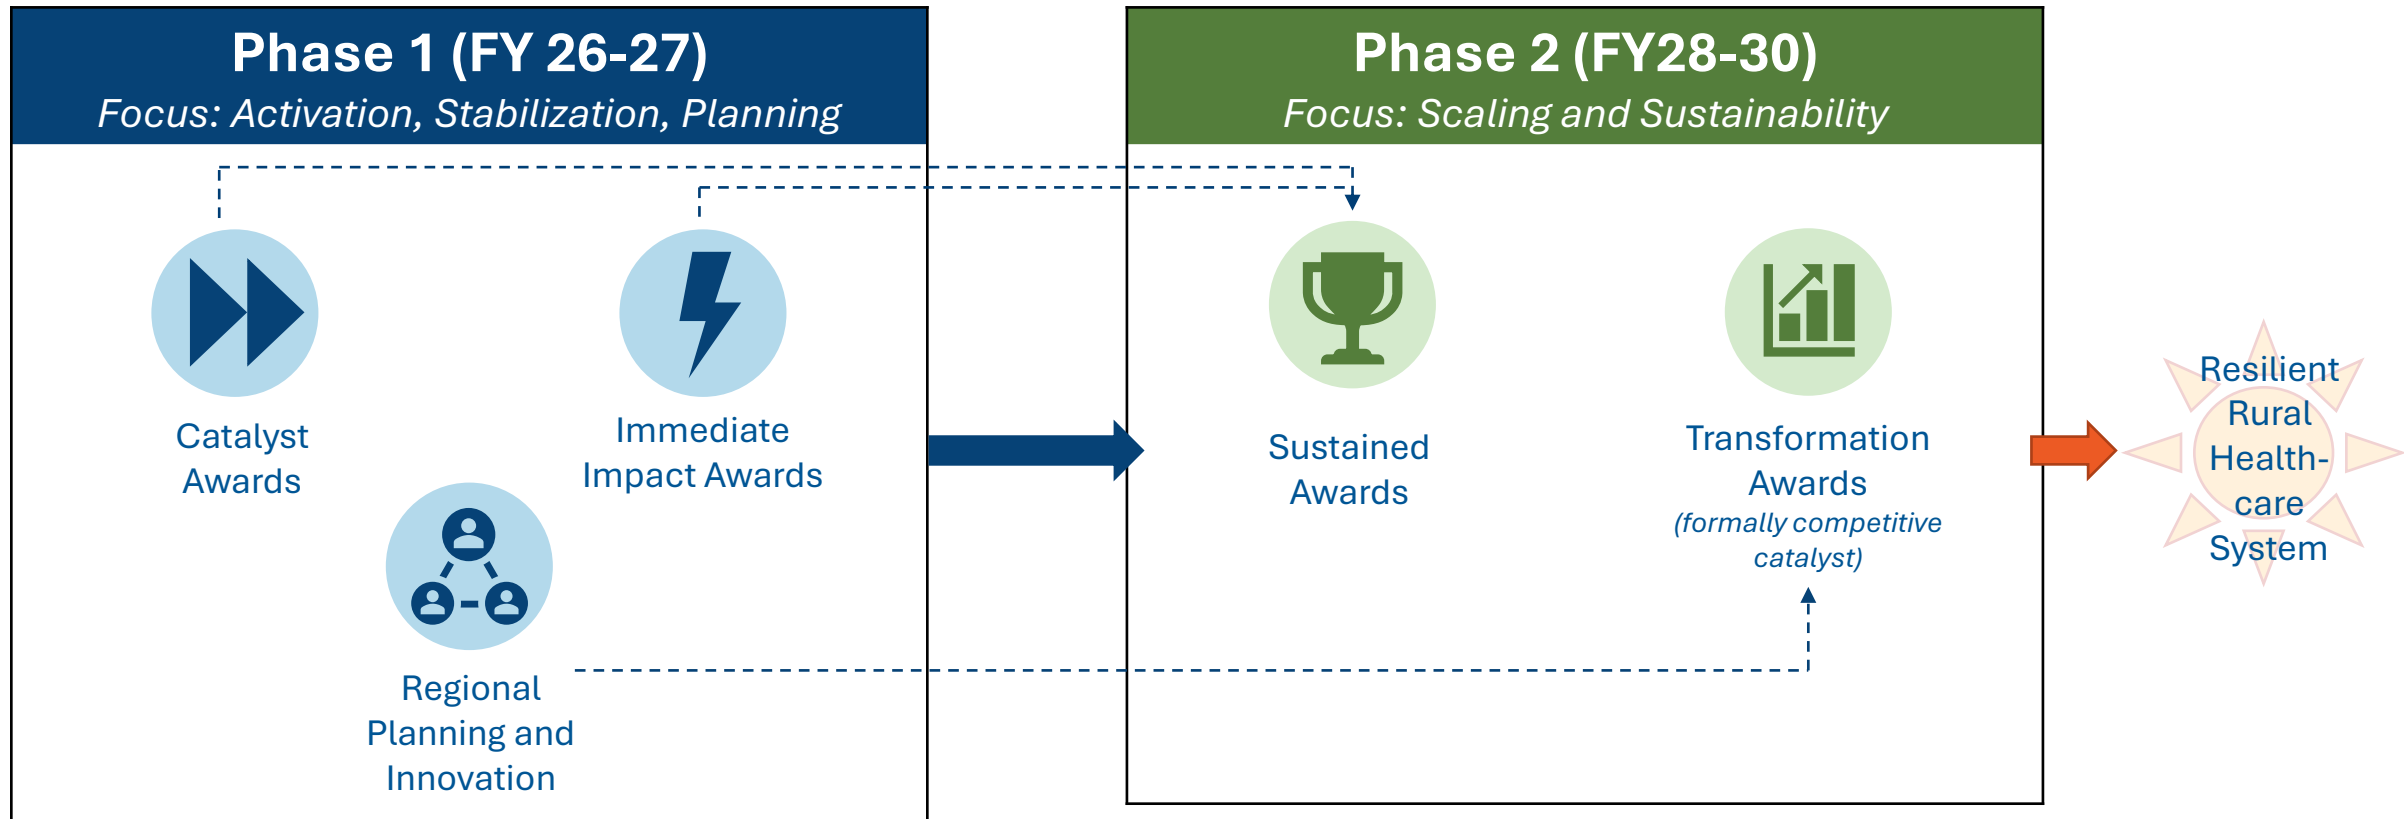 Phase 1 (FY 26-27)
Focus: Activation, Stabilization, Planning
Catalyst
Awards
Immediate
Impact Awards
Regional
Planning and
Innovation
Phase 2 (FY28-30)
Focus: Scaling and Sustainability
Sustained
Awards
Transformation
Awards
(formally competitive
catalyst)
Resilient
Rural
Health-
care
System